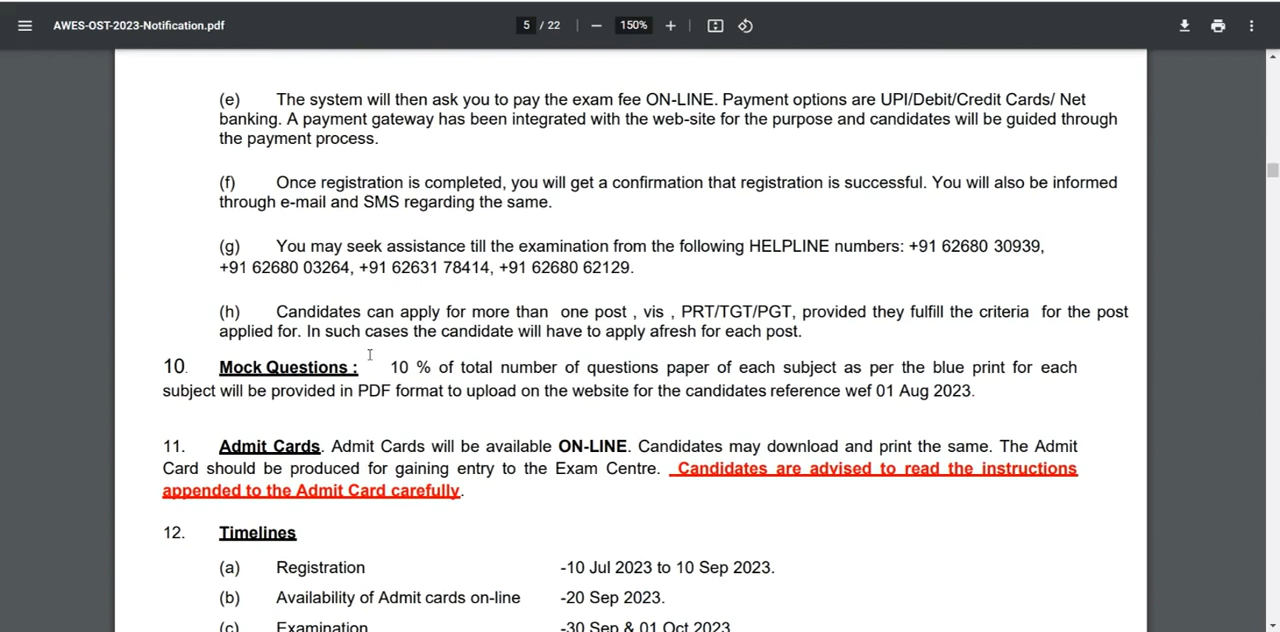 AWES-OST-2023-Notification.pdf 5 / 22 150%
(e) The system will then ask you to pay the exam fee ON-LINE. Payment options are UPI/Debit/Credit Cards/ Net
banking. A payment gateway has been integrated with the web-site for the purpose and candidates will be guided through
the payment process.
(f) Once registration is completed, you will get a confirmation that registration is successful. You will also be informed
through e-mail and SMS regarding the same.
(g) You may seek assistance till the examination from the following HELPLINE numbers: +91 62680 30939,
+91 62680 03264, +91 62631 78414, +91 62680 62129.
(h) Candidates can apply for more than one post , vis , PRT/TGT/PGT, provided they fulfill the criteria for the post
applied for. In such cases the candidate will have to apply afresh for each post.
10. Mock Questions : 10 % of total number of questions paper of each subject as per the blue print for each
subject will be provided in PDF format to upload on the website for the candidates reference wef 01 Aug 2023.
11. Admit Cards. Admit Cards will be available ON-LINE. Candidates may download and print the same. The Admit
Card should be produced for gaining entry to the Exam Centre. Candidates are advised to read the instructions
appended to the Admit Card carefully.
12. Timelines
(a) Registration -10 Jul 2023 to 10 Sep 2023.
(b) Availability of Admit cards on-line -20 Sep 2023.
(c) Examination -30 Sep & 01 Oct 2023